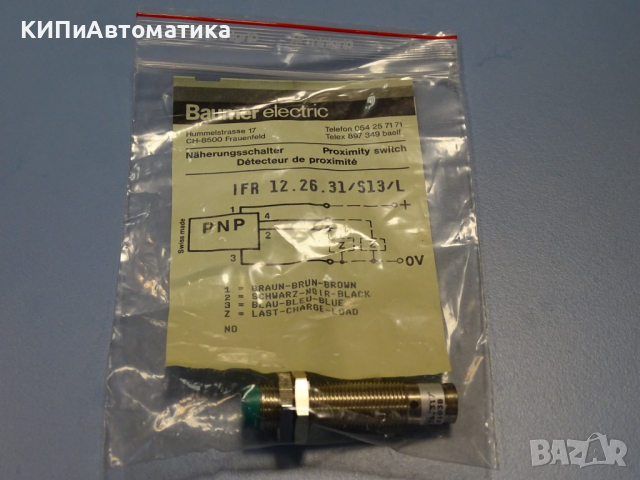 КИПиАвтоматика
Baumer electric
Hummelstrasse 17
CH-8500 Frauenfeld
Telefon 054 25 71 71
Telex 897 349 baelf
Näherungsschalter Proximity switch
Détecteur de proximité
IFR 12.26.31/S13/L
1
4
+
PNP
2
Z
Swiss made
3
0V
1 = BRAUN-BRUN-BROWN
2 = SCHWARZ-NOIR-BLACK
3 = BLAU-BLEU-BLUE
Z = LAST-CHARGE-LOAD
NO
BAZAR